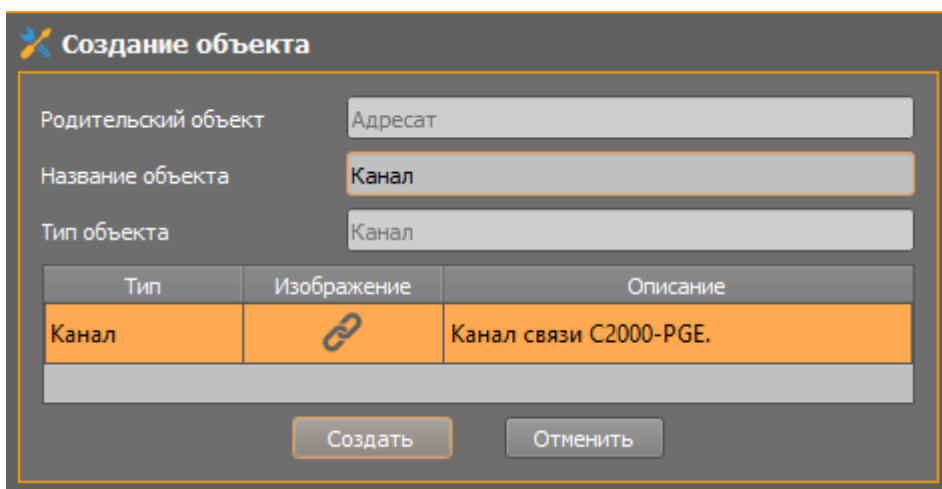 Создание объекта
Родительский объект Адресат
Название объекта Канал
Тип объекта Канал
Тип Изображение Описание
Канал Канал связи C2000-PGE.
Создать Отменить